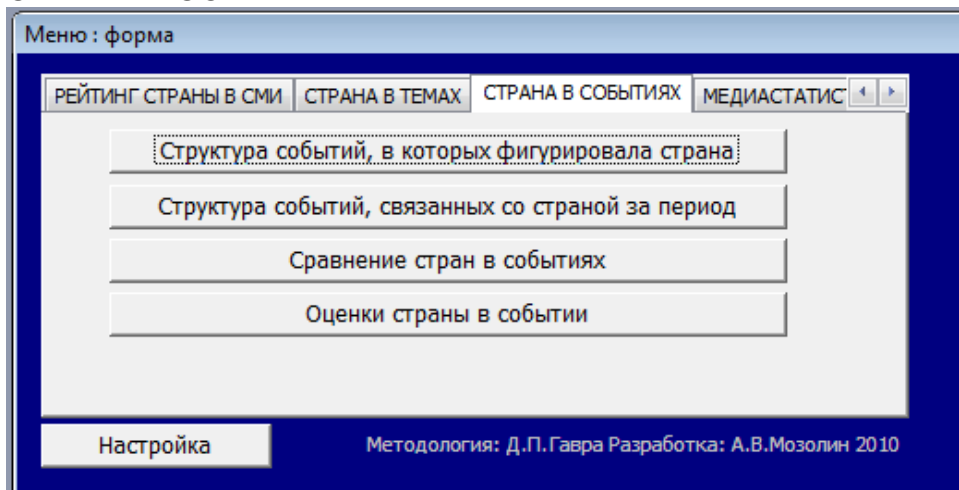 Меню : форма
РЕЙТИНГ СТРАНЫ В СМИ СТРАНА В ТЕМАХ СТРАНА В СОБЫТИЯХ МЕДИАСТАТИС
Структура событий, в которых фигурировала страна
Структура событий, связанных со страной за период
Сравнение стран в событиях
Оценки страны в событии
Настройка Методология: Д.П.Гавра Разработка: А.В.Мозолин 2010